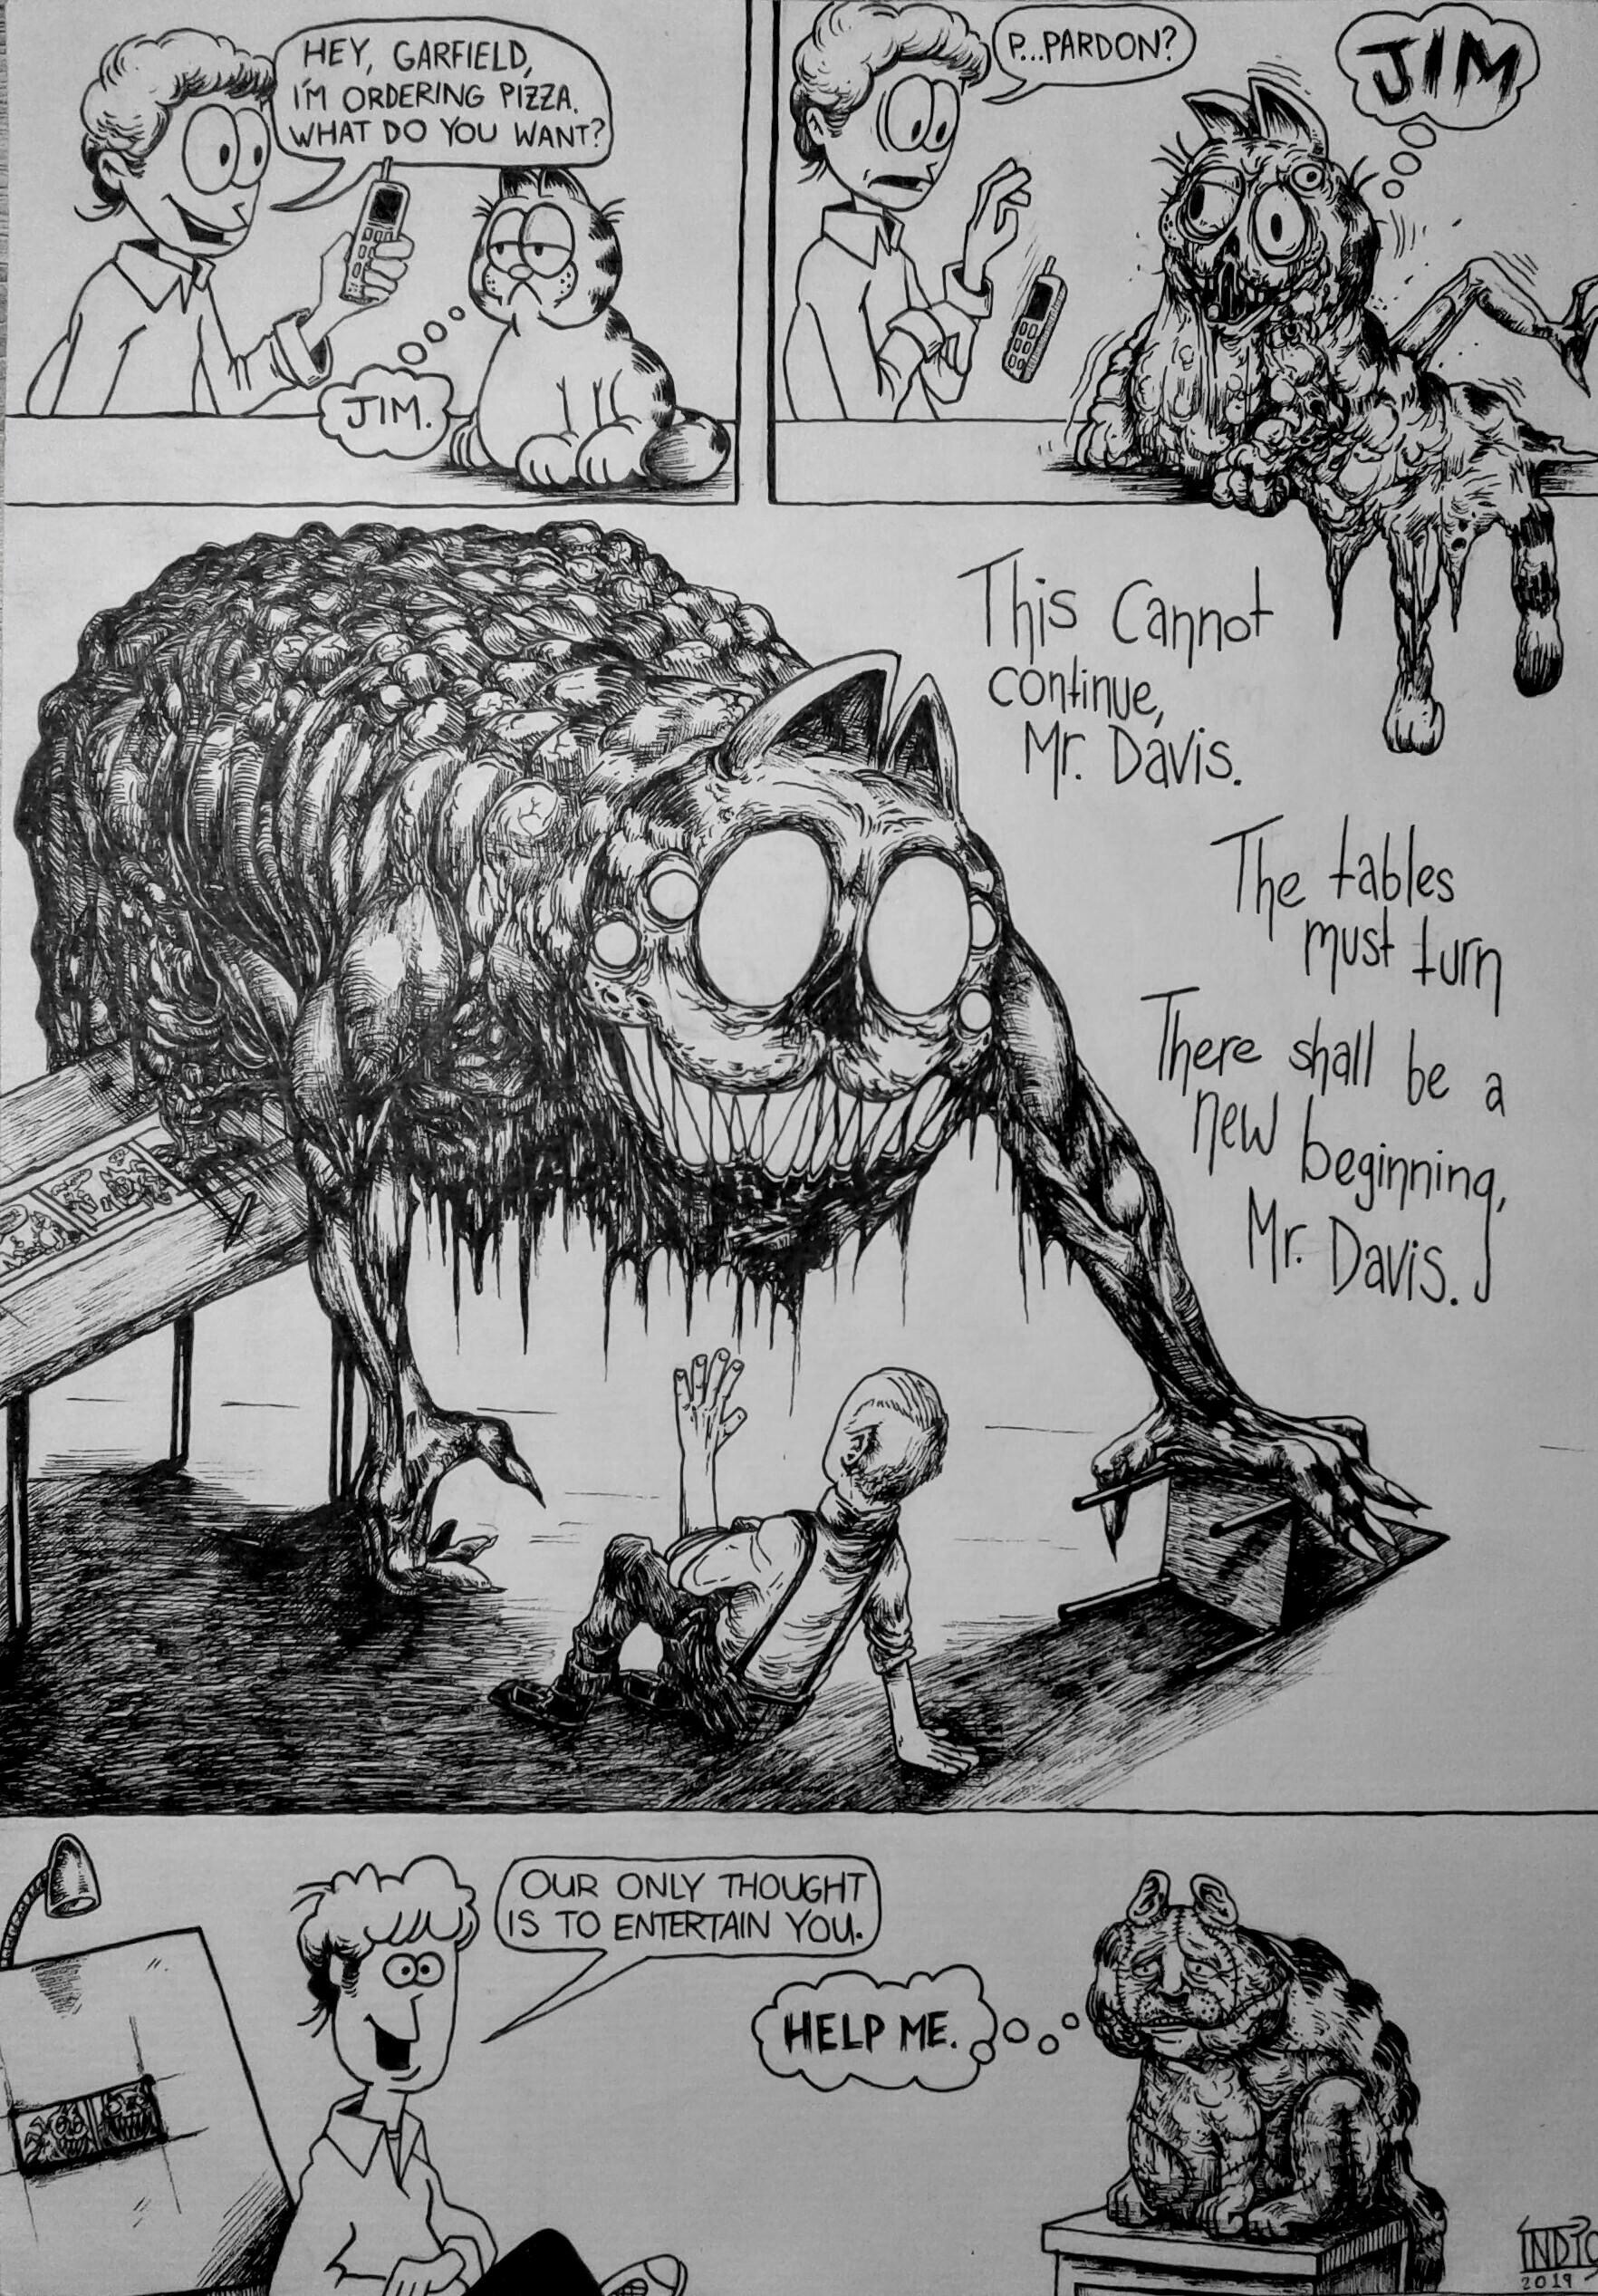 HEY, GARFIELD,
I'M ORDERING PIZZA.
WHAT DO YOU WANT?
JIM.
P...PARDON?
JIM
This Cannot
continue,
Mr. Davis.
The tables
must turn
There shall be a
new beginning,
Mr. Davis.
OUR ONLY THOUGHT
IS TO ENTERTAIN YOU.
HELP ME.
2019